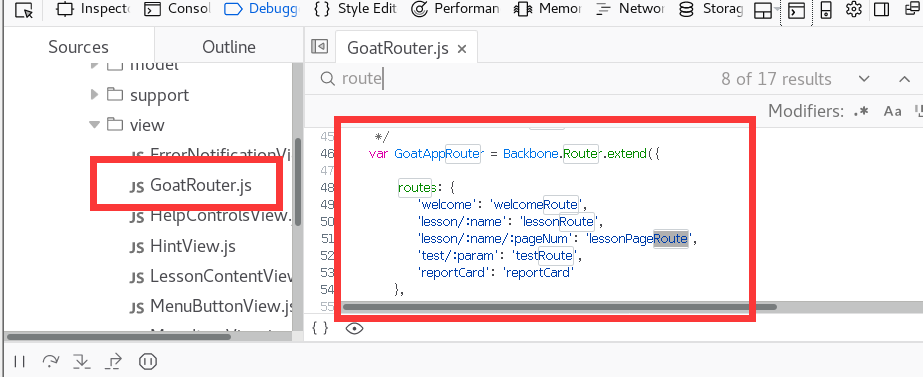 Inspecto
Con
Debugg
Style Edit
Performan
Memor
Networ
Storag
Sources
Outline
GoatRouter.js ×
route
8 of 17 results
Modifiers: .* Aa
model
support
view
JS ErrorNotificationVi
JS GoatRouter.js
JS HelpControlsView.
JS HintView.js
JS LessonContentView
JS MenuButtonView.js
45 */
46 var GoatAppRouter = Backbone.Router.extend({
47
48 routes: {
49 'welcome': 'welcomeRoute',
50 'lesson/:name': 'lessonRoute',
51 'lesson/:name/:pageNum': 'lessonPageRoute',
52 'test/:param': 'testRoute',
53 'reportCard': 'reportCard'
54 },
55
{ }